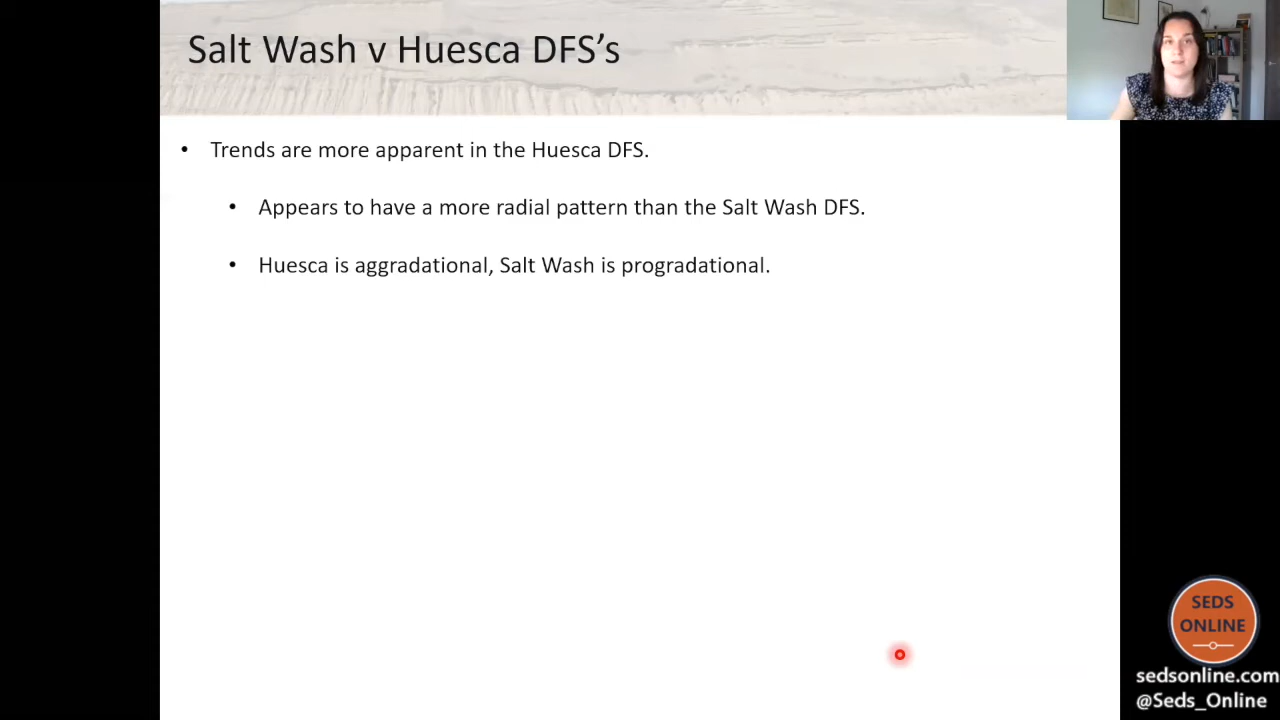 Salt Wash v Huesca DFS’s
• Trends are more apparent in the Huesca DFS.
• Appears to have a more radial pattern than the Salt Wash DFS.
• Huesca is aggradational, Salt Wash is progradational.
SEDS
ONLINE
sedsonline.com
@Seds_Online